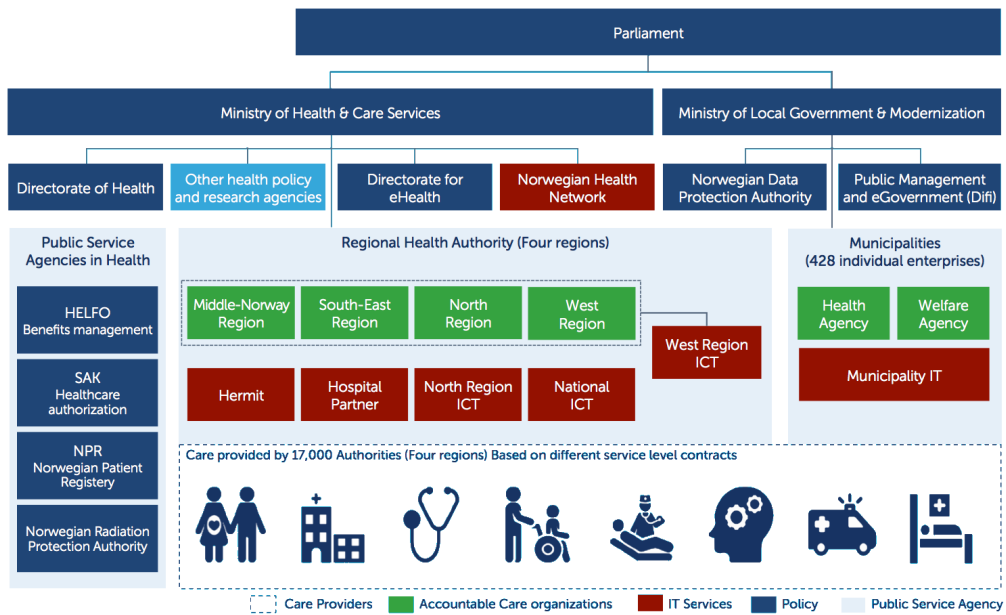 Parliament
Ministry of Health & Care Services
Ministry of Local Government & Modernization
Directorate of Health
Other health policy
and research agencies
Directorate for
eHealth
Norwegian Health
Network
Norwegian Data
Protection Authority
Public Management
and eGovernment (Difi)
Public Service
Agencies in Health
HELFO
Benefits management
SAK
Healthcare
authorization
NPR
Norwegian Patient
Registery
Norwegian Radiation
Protection Authority
Regional Health Authority (Four regions)
Middle-Norway
Region
South-East
Region
North
Region
West
Region
West Region
ICT
Hermit
Hospital
Partner
North Region
ICT
National
ICT
Municipalities
(428 individual enterprises)
Health
Agency
Welfare
Agency
Municipality IT
Care provided by 17,000 Authorities (Four regions) Based on different service level contracts
Care Providers
Accountable Care organizations
IT Services
Policy
Public Service Agency